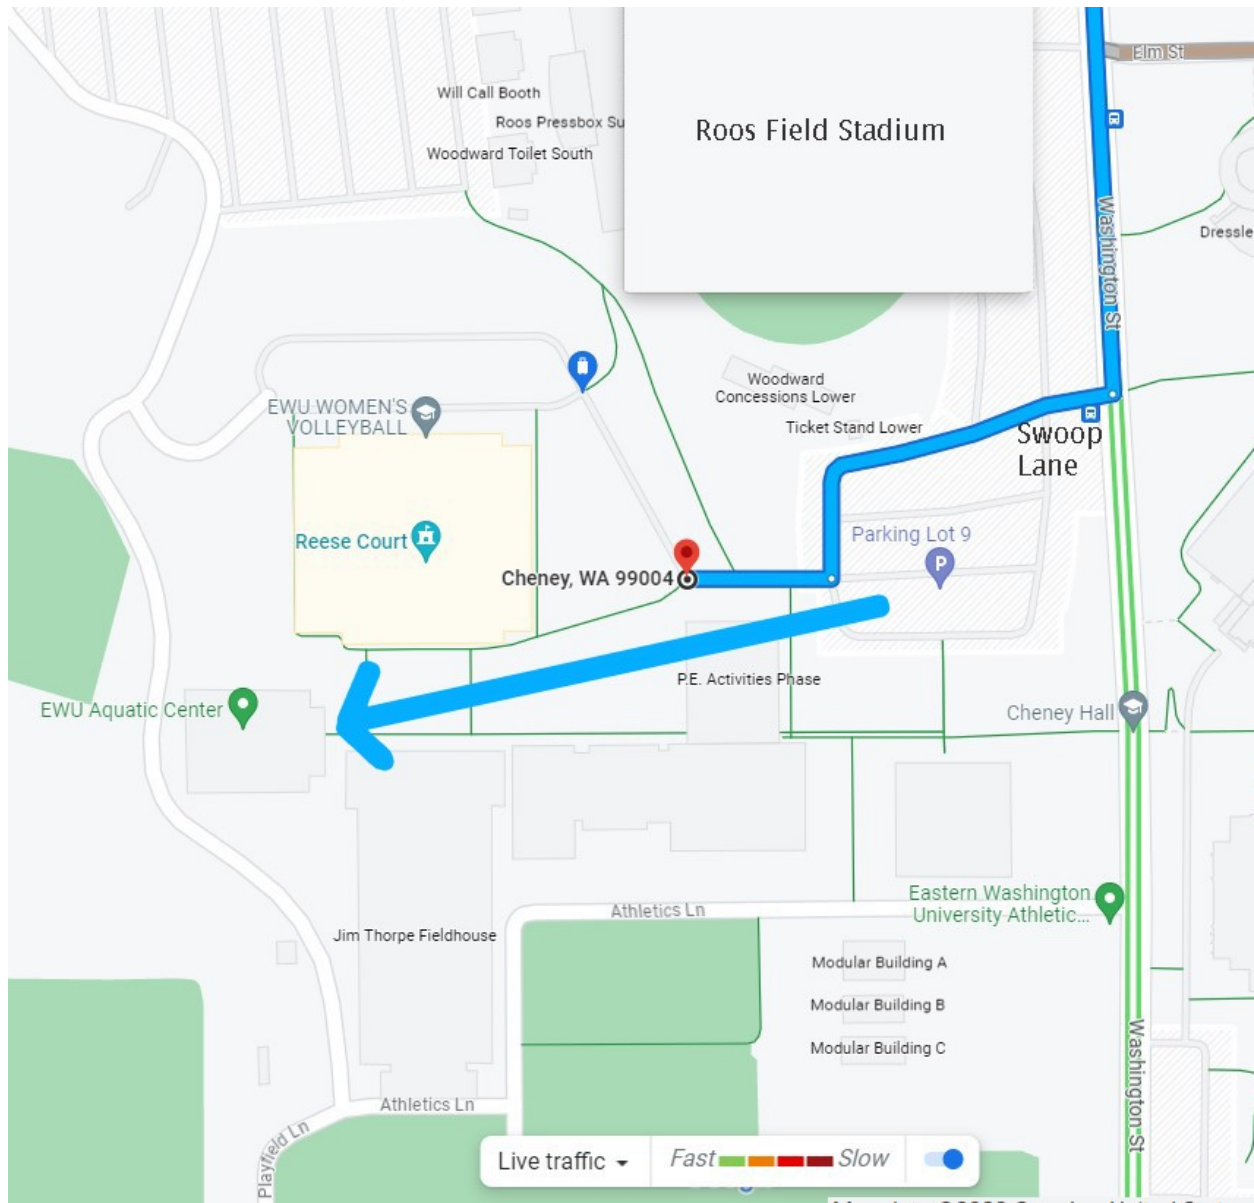 Elm St
Will Call Booth
Roos Pressbox Su
Woodward Toilet South
Roos Field Stadium
Washington St
Dressle
Woodward
Concessions Lower
EWU WOMEN'S
VOLLEYBALL
Ticket Stand Lower
Swoop
Lane
Reese Court
Parking Lot 9
P
Cheney, WA 99004
P.E. Activities Phase
EWU Aquatic Center
Cheney Hall
Eastern Washington
University Athletic...
Athletics Ln
Jim Thorpe Fieldhouse
Modular Building A
Modular Building B
Modular Building C
Washington St
Athletics Ln
Playfield Ln
Live traffic
Fast
Slow